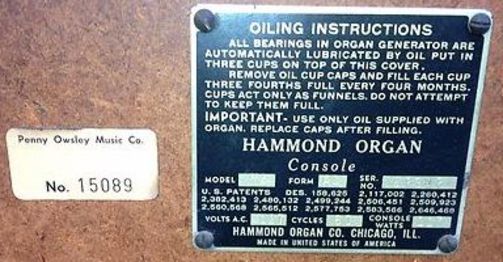 Penny Owsley Music Co.
No. 15089
OILING INSTRUCTIONS
ALL BEARINGS IN ORGAN GENERATOR ARE
AUTOMATICALLY LUBRICATED BY OIL PUT IN
THREE CUPS ON TOP OF THIS COVER.
REMOVE OIL CUP CAPS AND FILL EACH CUP
THREE FOURTHS FULL EVERY FOUR MONTHS.
CUPS ACT ONLY AS FUNNELS. DO NOT ATTEMPT
TO KEEP THEM FULL.
IMPORTANT- USE ONLY OIL SUPPLIED WITH
ORGAN. REPLACE CAPS AFTER FILLING.
HAMMOND ORGAN
Console
MODEL FORM SER. NO.
U.S. PATENTS DES. 158,625 2,117,002 2,260,412
2,382,413 2,480,132 2,499,244 2,506,451 2,509,923
2,560,568 2,565,512 2,577,753 2,583,566 2,646,468
VOLTS A.C. CYCLES CONSOLE WATTS
HAMMOND ORGAN CO. CHICAGO, ILL.
MADE IN UNITED STATES OF AMERICA